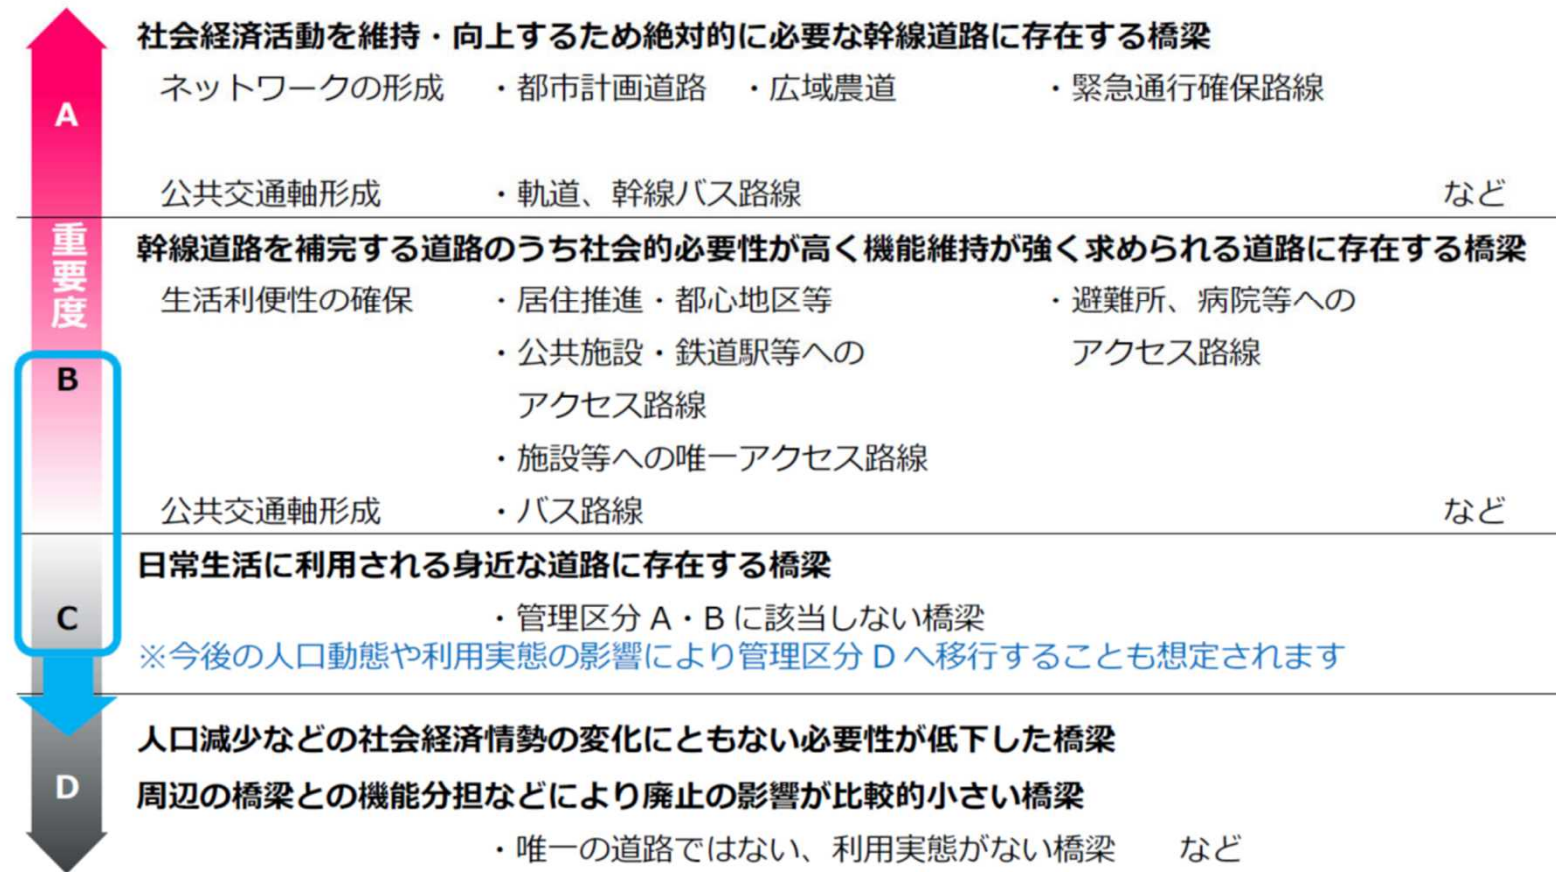 A
社会経済活動を維持・向上するため絶対的に必要な幹線道路に存在する橋梁
ネットワークの形成 ・都市計画道路 ・広域農道 ・緊急通行確保路線
公共交通軸形成 ・軌道、幹線バス路線 など
重要度
幹線道路を補完する道路のうち社会的必要性が高く機能維持が強く求められる道路に存在する橋梁
生活利便性の確保 ・居住推進・都心地区等 ・避難所、病院等への
・公共施設・鉄道駅等への アクセス路線
B
アクセス路線
・施設等への唯一アクセス路線
公共交通軸形成 ・バス路線 など
日常生活に利用される身近な道路に存在する橋梁
C
・管理区分 A・B に該当しない橋梁
※今後の人口動態や利用実態の影響により管理区分 D へ移行することも想定されます
人口減少などの社会経済情勢の変化にともない必要性が低下した橋梁
D
周辺の橋梁との機能分担などにより廃止の影響が比較的小さい橋梁
・唯一の道路ではない、利用実態がない橋梁 など